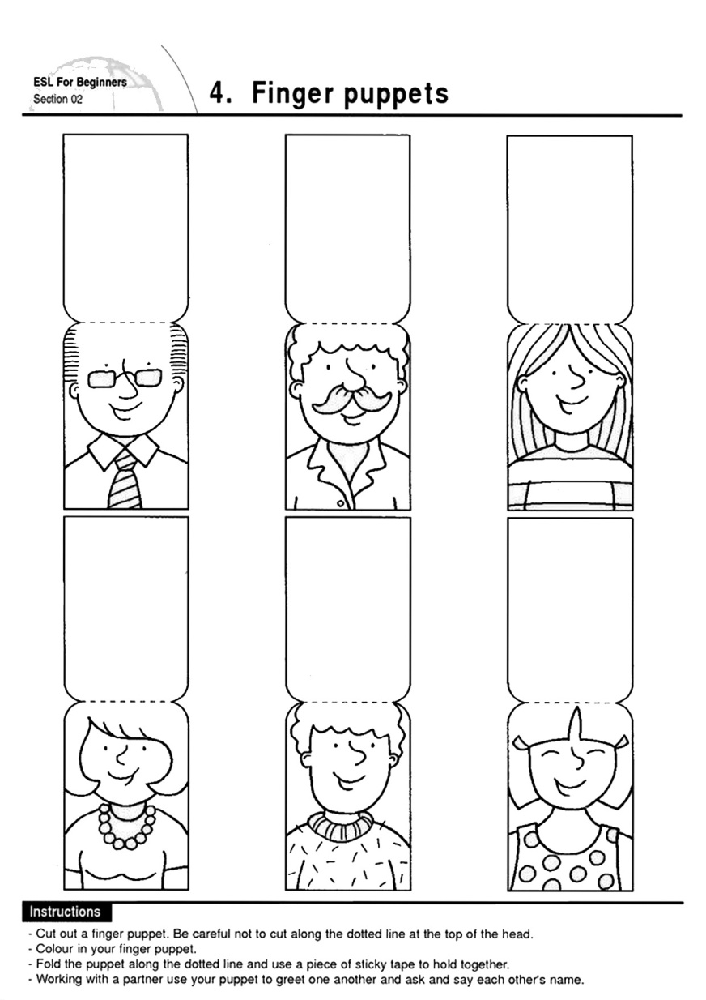 ESL For Beginners
Section 02
4. Finger puppets
Instructions
- Cut out a finger puppet. Be careful not to cut along the dotted line at the top of the head.
- Colour in your finger puppet.
- Fold the puppet along the dotted line and use a piece of sticky tape to hold together.
- Working with a partner use your puppet to greet one another and ask and say each other's name.